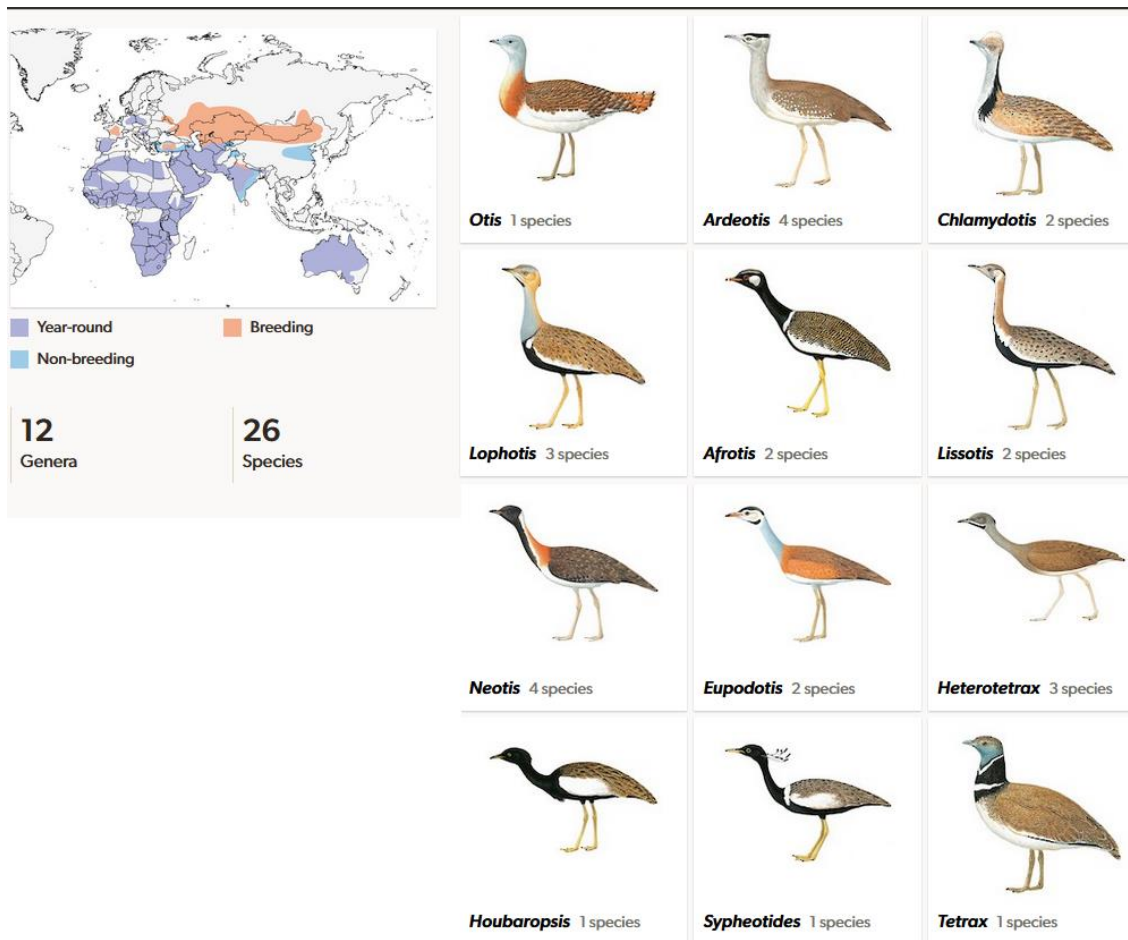 Year-round
Breeding
Non-breeding
12
Genera
26
Species
Otis 1 species
Ardeotis 4 species
Chlamydotis 2 species
Lophotis 3 species
Afrotis 2 species
Lissotis 2 species
Neotis 4 species
Eupodotis 2 species
Heterotetrax 3 species
Houbaropsis 1 species
Sypheotides 1 species
Tetrax 1 species